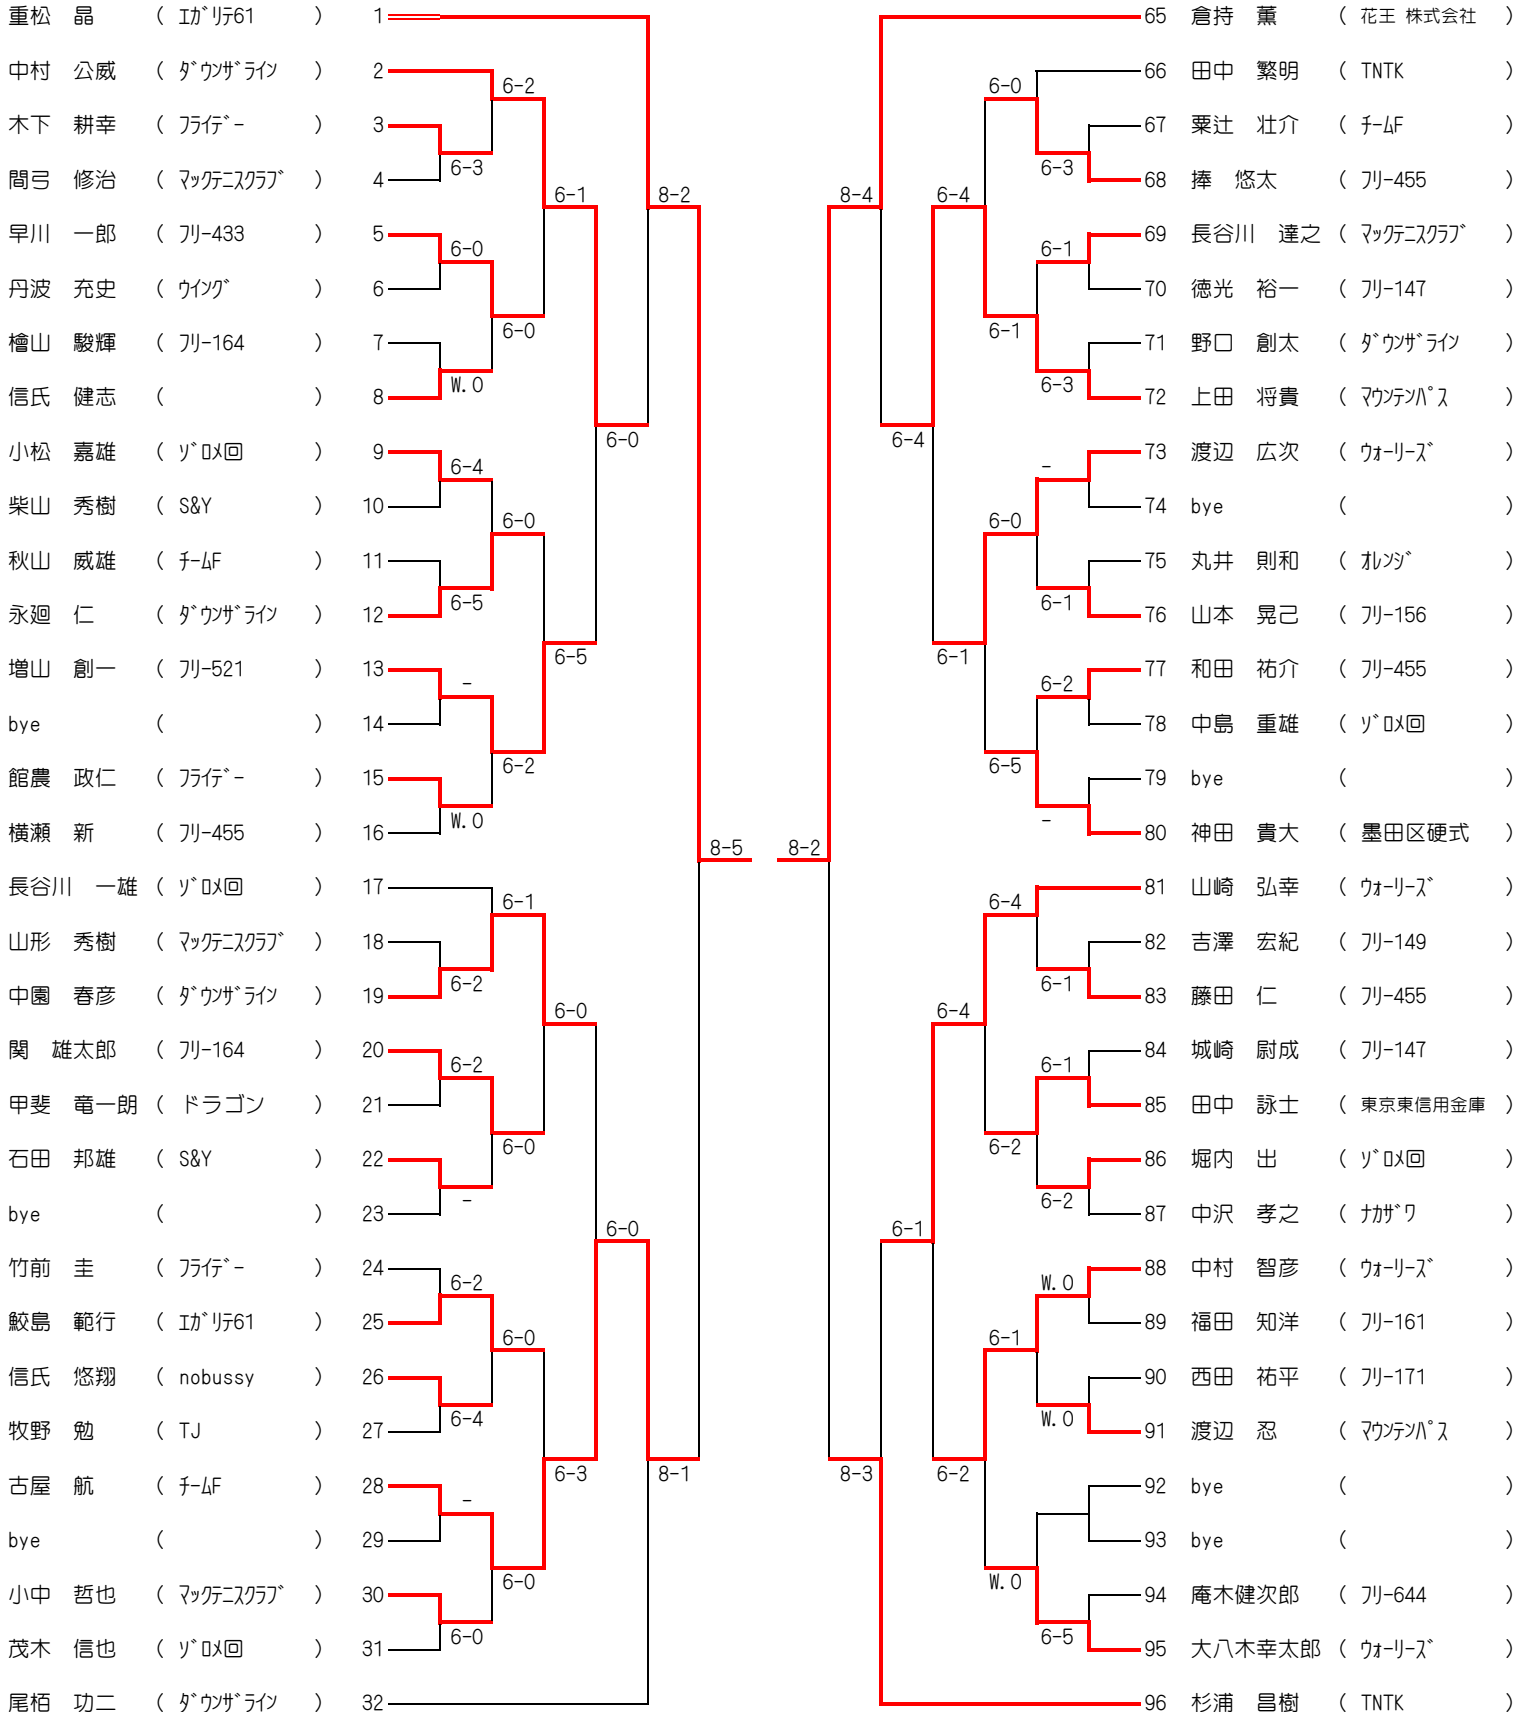 重松 晶 ( エガリテ61 ) 1
中村 公威 ( ダウンザライン ) 2
6-2
木下 耕幸 ( フライデー ) 3
6-3
間弓 修治 ( マックテニスクラブ ) 4
6-1
8-2
早川 一郎 ( フリー433 ) 5
6-0
丹波 充史 ( ウイング ) 6
6-0
檜山 駿輝 ( フリー164 ) 7
W.O
信氏 健志 ( ) 8
6-0
小松 嘉雄 ( ゾロメ回 ) 9
6-4
柴山 秀樹 ( S&Y ) 10
6-0
秋山 威雄 ( チームF ) 11
6-5
永廻 仁 ( ダウンザライン ) 12
6-5
増山 創一 ( フリー521 ) 13
-
bye ( ) 14
6-2
館農 政仁 ( フライデー ) 15
W.O
横瀬 新 ( フリー455 ) 16
8-5
長谷川 一雄 ( ゾロメ回 ) 17
6-1
山形 秀樹 ( マックテニスクラブ ) 18
6-2
中園 春彦 ( ダウンザライン ) 19
6-0
関 雄太郎 ( フリー164 ) 20
6-2
甲斐 竜一朗 ( ドラゴン ) 21
6-0
石田 邦雄 ( S&Y ) 22
-
bye ( ) 23
6-0
竹前 圭 ( フライデー ) 24
6-2
鮫島 範行 ( エガリテ61 ) 25
6-0
信氏 悠翔 ( nobussy ) 26
6-4
牧野 勉 ( TJ ) 27
6-3
8-1
古屋 航 ( チームF ) 28
-
bye ( ) 29
6-0
小中 哲也 ( マックテニスクラブ ) 30
6-0
茂木 信也 ( ゾロメ回 ) 31
尾栢 功二 ( ダウンザライン ) 32
65 倉持 薫 ( 花王 株式会社 )
66 田中 繁明 ( TNTK )
6-0
67 粟辻 壮介 ( チームF )
6-3
68 捧 悠太 ( フリー455 )
8-4
6-4
69 長谷川 達之 ( マックテニスクラブ )
6-1
70 徳光 裕一 ( フリー147 )
6-1
71 野口 創太 ( ダウンザライン )
6-3
72 上田 将貴 ( マウンテンパス )
6-4
73 渡辺 広次 ( ウォーリーズ )
-
74 bye ( )
6-0
75 丸井 則和 ( オレンジ )
6-1
76 山本 晃己 ( フリー156 )
6-1
77 和田 祐介 ( フリー455 )
6-2
78 中島 重雄 ( ゾロメ回 )
6-5
79 bye ( )
-
80 神田 貴大 ( 墨田区硬式 )
8-2
81 山崎 弘幸 ( ウォーリーズ )
6-4
82 吉澤 宏紀 ( フリー149 )
6-1
83 藤田 仁 ( フリー455 )
6-4
84 城崎 尉成 ( フリー147 )
6-1
85 田中 詠士 ( 東京東信用金庫 )
6-2
86 堀内 出 ( ゾロメ回 )
6-2
87 中沢 孝之 ( ナカザワ )
6-1
88 中村 智彦 ( ウォーリーズ )
W.O
89 福田 知洋 ( フリー161 )
6-1
90 西田 祐平 ( フリー171 )
W.O
91 渡辺 忍 ( マウンテンパス )
8-3
6-2
92 bye ( )
93 bye ( )
W.O
94 庵木健次郎 ( フリー644 )
6-5
95 大八木幸太郎 ( ウォーリーズ )
96 杉浦 昌樹 ( TNTK )